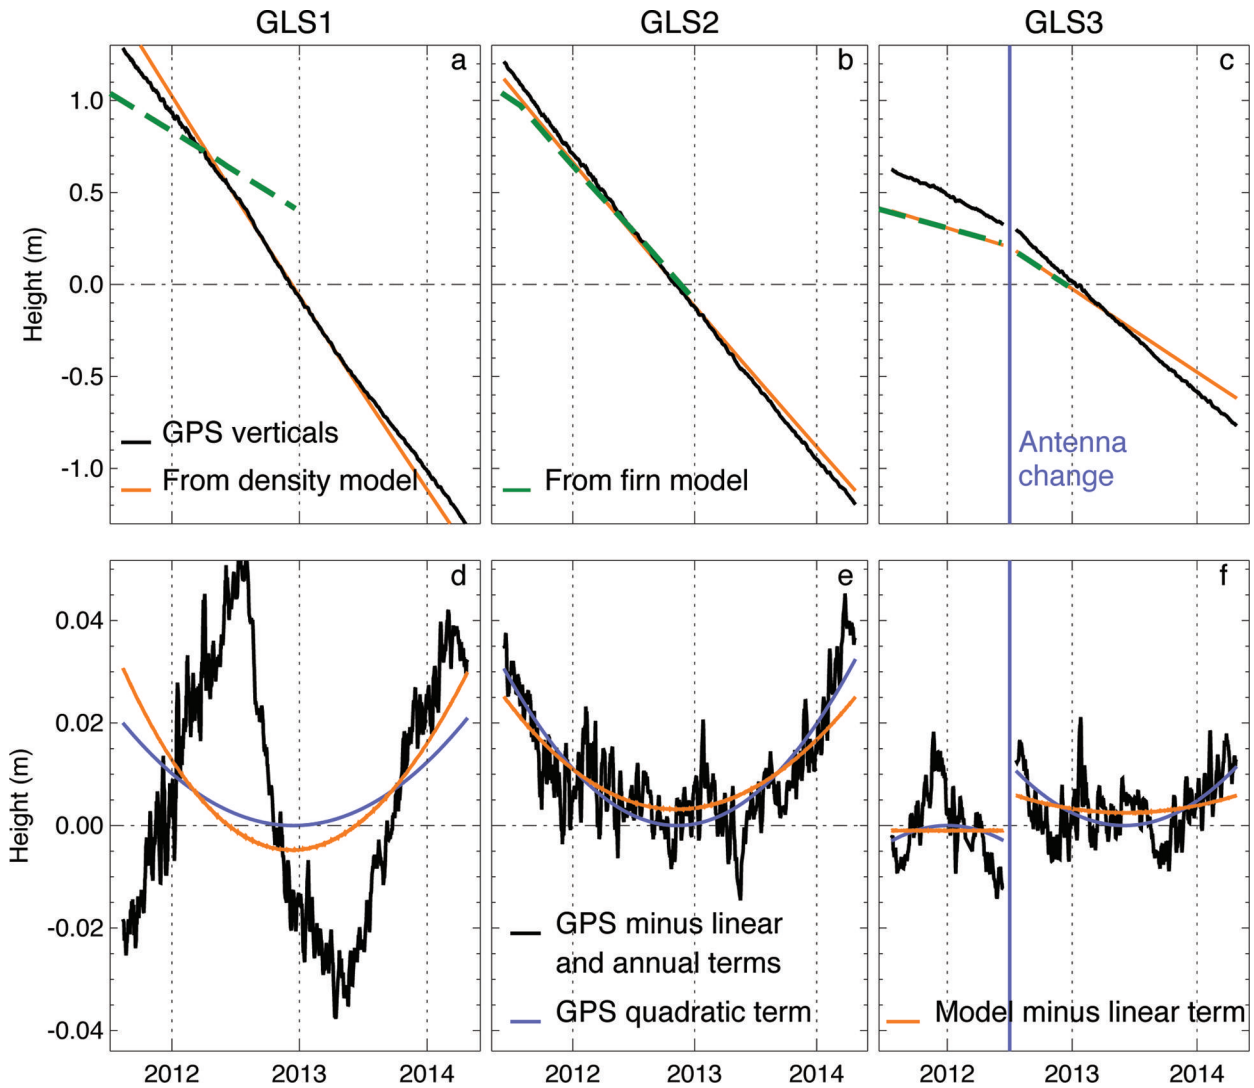 GLS1
GLS2
GLS3
a
b
c
1.0
0.5
0.0
-0.5
-1.0
Height (m)
GPS verticals
From density model
From firn model
Antenna
change
d
e
f
0.04
0.02
0.00
-0.02
-0.04
Height (m)
GPS minus linear
and annual terms
GPS quadratic term
Model minus linear term
2012
2013
2014
2012
2013
2014
2012
2013
2014